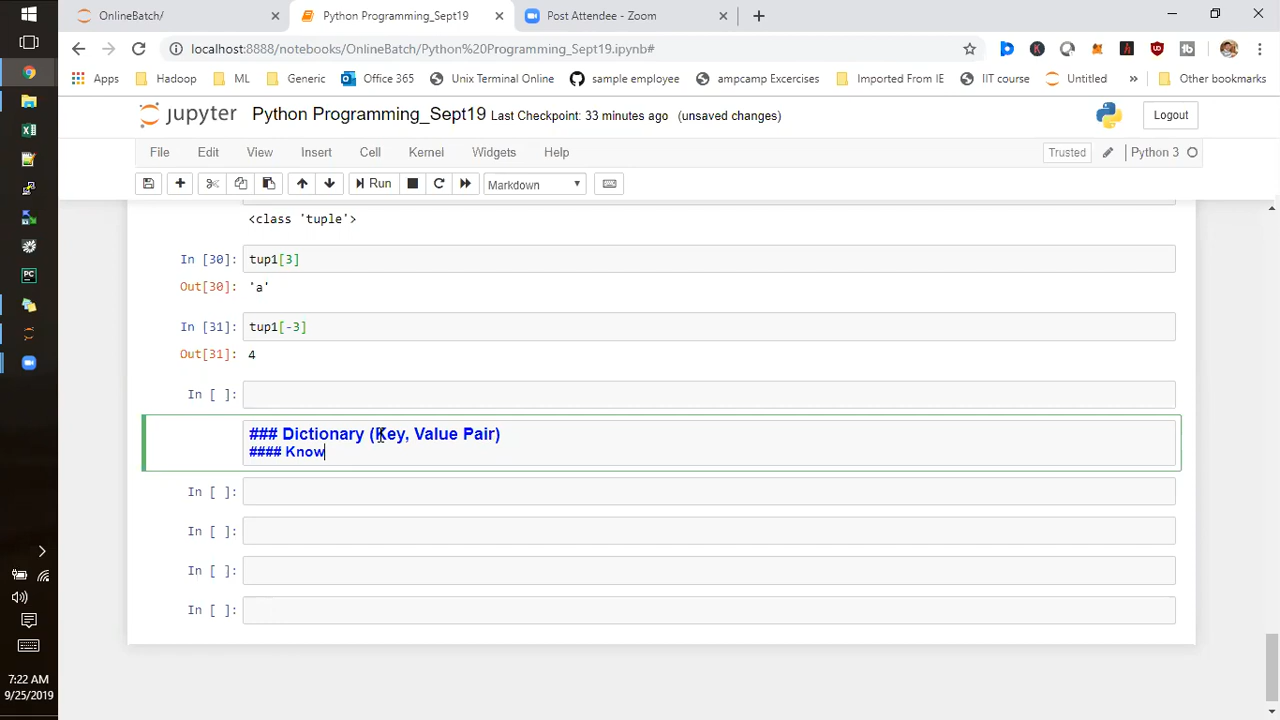 OnlineBatch/
Python Programming_Sept19
Post Attendee - Zoom
localhost:8888/notebooks/OnlineBatch/Python%20Programming_Sept19.ipynb#
Apps
Hadoop
ML
Generic
Office 365
Unix Terminal Online
sample employee
ampcamp Excercises
Imported From IE
IIT course
Untitled
»
Other bookmarks
jupyter Python Programming_Sept19 Last Checkpoint: 33 minutes ago (unsaved changes)
Logout
File Edit View Insert Cell Kernel Widgets Help
Trusted
Python 3
Run
Markdown
<class 'tuple'>
In [30]: tup1[3]
Out[30]: 'a'
In [31]: tup1[-3]
Out[31]: 4
In [ ]:
### Dictionary (Key, Value Pair)
#### Know
In [ ]:
In [ ]:
In [ ]:
In [ ]:
7:22 AM
9/25/2019